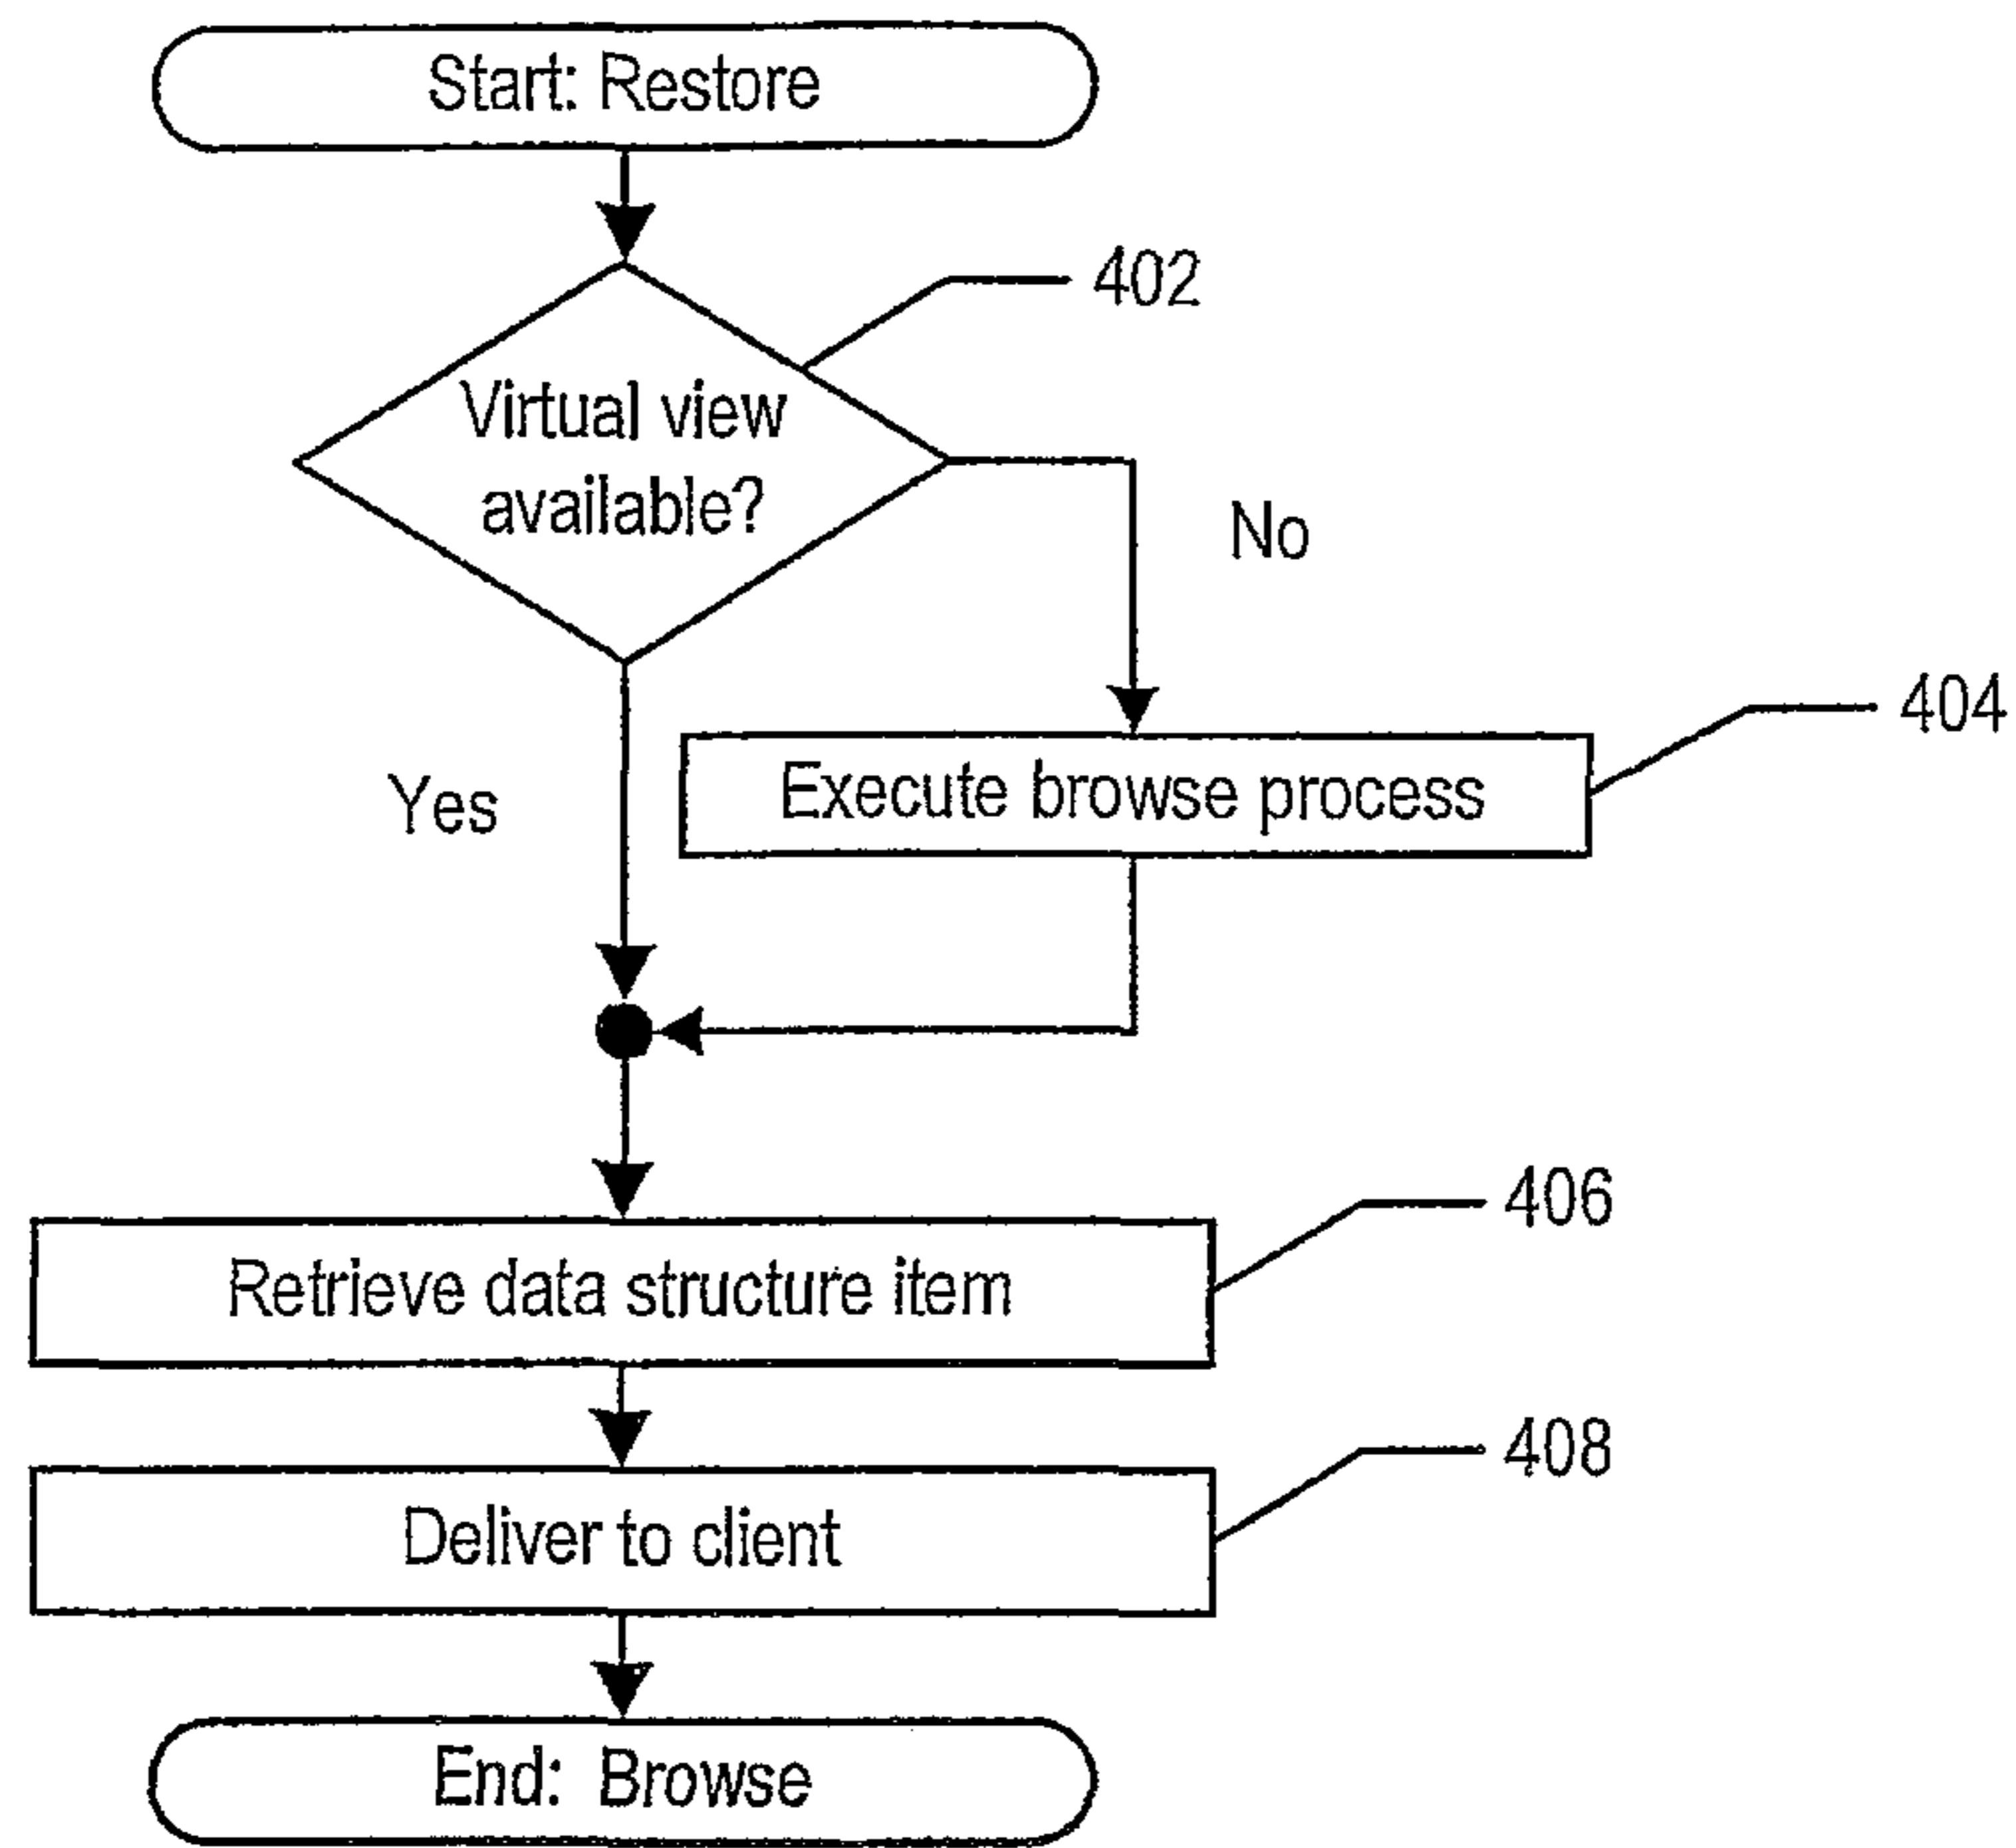 Start: Restore
402
Virtual view
available?
No
404
Execute browse process
Yes
406
Retrieve data structure item
408
Deliver to client
End: Browse